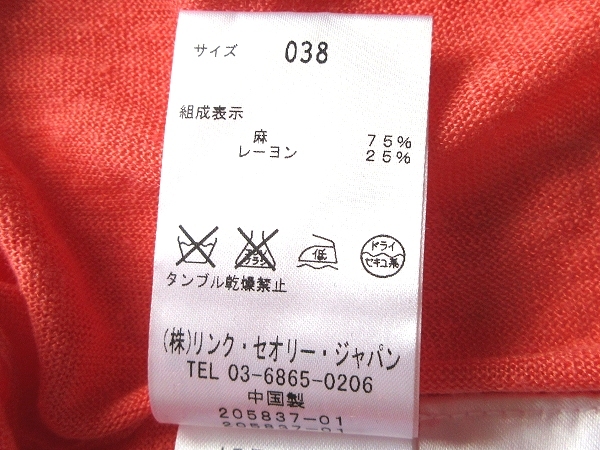 サイズ 038
組成表示
麻 75%
レーヨン 25%
低 ドライ
セキユ系
タンブル乾燥禁止
(株)リンク・セオリー・ジャパン
TEL 03-6865-0206
中国製
205837-01
205837-01